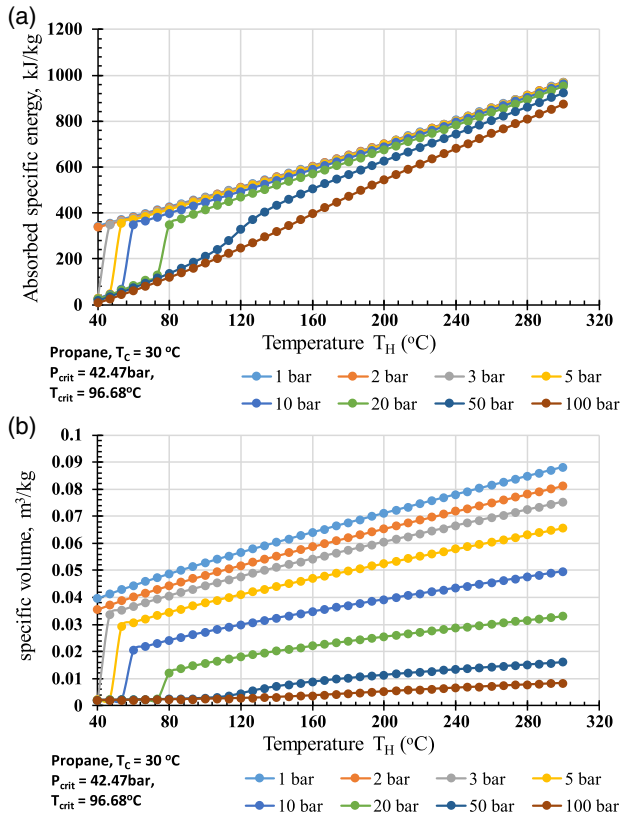 (a)
1200
1000
800
600
400
200
0
Absorbed specific energy, kJ/kg
40 80 120 160 200 240 280 320
Temperature T_H (°C)
Propane, T_C = 30 °C
P_crit = 42.47bar,
T_crit = 96.68°C
1 bar 2 bar 3 bar 5 bar
10 bar 20 bar 50 bar 100 bar
(b)
0.1
0.09
0.08
0.07
0.06
0.05
0.04
0.03
0.02
0.01
0
specific volume, m³/kg
40 80 120 160 200 240 280 320
Temperature T_H (°C)
Propane, T_C = 30 °C
P_crit = 42.47bar,
T_crit = 96.68°C
1 bar 2 bar 3 bar 5 bar
10 bar 20 bar 50 bar 100 bar